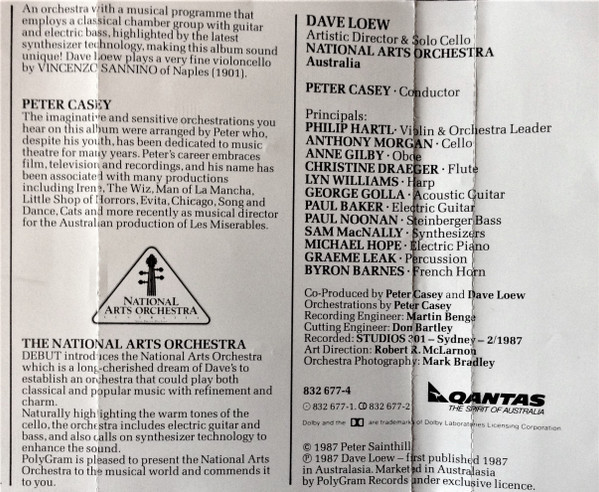 An orchestra with a musical programme that
employs a classical chamber group with guitar
and electric bass, highlighted by the latest
synthesizer technology, making this album sound
unique! Dave Loew plays a very fine violoncello
by VINCENZO SANNINO of Naples (1901).
PETER CASEY
The imaginative and sensitive orchestrations you
hear on this album were arranged by Peter who,
despite his youth, has been dedicated to music
theatre for many years. Peter's career embraces
film, television and recordings, and his name has
been associated with many productions
including Irene, The Wiz, Man of La Mancha,
Little Shop of Horrors, Evita, Chicago, Song and
Dance, Cats and more recently as musical director
for the Australian production of Les Miserables.
NATIONAL
ARTS ORCHESTRA
THE NATIONAL ARTS ORCHESTRA
DEBUT introduces the National Arts Orchestra
which is a long-cherished dream of Dave's to
establish an orchestra that could play both
classical and popular music with refinement and
charm.
Naturally highlighting the warm tones of the
cello, the orchestra includes electric guitar and
bass, and also calls on synthesizer technology to
enhance the sound.
PolyGram is pleased to present the National Arts
Orchestra to the musical world and commends it
to you.
DAVE LOEW
Artistic Director & Solo Cello
NATIONAL ARTS ORCHESTRA
Australia
PETER CASEY · Conductor
Principals:
PHILIP HARTL · Violin & Orchestra Leader
ANTHONY MORGAN · Cello
ANNE GILBY · Oboe
CHRISTINE DRAEGER · Flute
LYN WILLIAMS · Harp
GEORGE GOLLA · Acoustic Guitar
PAUL BAKER · Electric Guitar
PAUL NOONAN · Steinberger Bass
SAM MacNALLY · Synthesizers
MICHAEL HOPE · Electric Piano
GRAEME LEAK · Percussion
BYRON BARNES · French Horn
Co-Produced by Peter Casey and Dave Loew
Orchestrations by Peter Casey
Recording Engineer: Martin Benge
Cutting Engineer: Don Bartley
Recorded: STUDIOS 301 – Sydney – 2/1987
Art Direction: Robert R. McLarnon
Orchestra Photography: Mark Bradley
832 677-4
832 677-1. CD 832 677-2
QANTAS
THE SPIRIT OF AUSTRALIA
Dolby and the are trademarks of Dolby Laboratories Licensing Corporation
© 1987 Peter Sainthill
℗ 1987 Dave Loew – first published 1987
in Australasia. Marketed in Australasia
by PolyGram Records under exclusive licence.